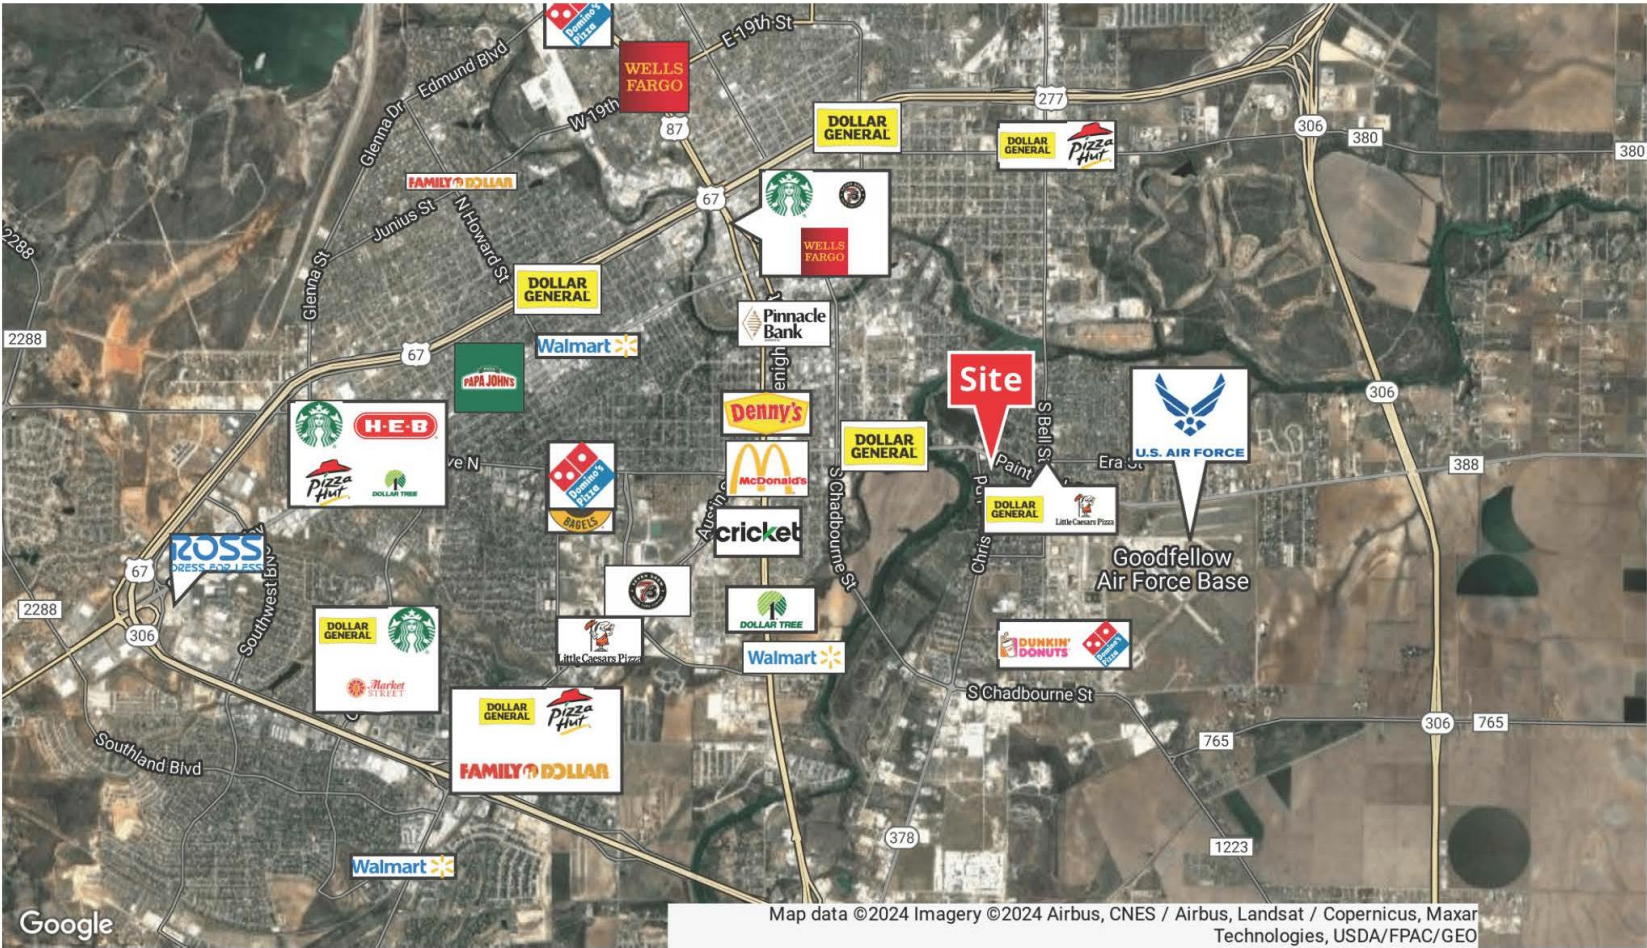 Domino's
Pizza
E 19th St
Edmund Blvd
WELLS
FARGO
W 19th
87
277
Glenna Dr
DOLLAR
GENERAL
306
380
380
DOLLAR
GENERAL
Pizza
Hut
FAMILY DOLLAR
67
Junius St
N Howard St
WELLS
FARGO
2288
Glenna St
DOLLAR
GENERAL
Pinnacle
Bank
2288
Walmart
67
Site
PAPA JOHN'S
306
Denny's
S Bell St
U.S. AIR FORCE
H-E-B
DOLLAR
GENERAL
ve N
Paint
Era St
388
Pizza
Hut
DOLLAR TREE
Domino's
Pizza
McDonald's
BAGELS
DOLLAR
GENERAL
Little Caesars Pizza
Austin
S Chadbourne St
cricket
Chris
ROSS
DRESS FOR LESS
Goodfellow
Air Force Base
67
2288
Southwest Blv
306
DOLLAR
GENERAL
DOLLAR TREE
Little Caesars Pizza
Walmart
DUNKIN'
DONUTS
Domino's
Pizza
Market
STREET
S Chadbourne St
DOLLAR
GENERAL
Pizza
Hut
306
765
765
Southland Blvd
FAMILY DOLLAR
378
1223
Walmart
Google
Map data ©2024 Imagery ©2024 Airbus, CNES / Airbus, Landsat / Copernicus, Maxar
Technologies, USDA/FPAC/GEO